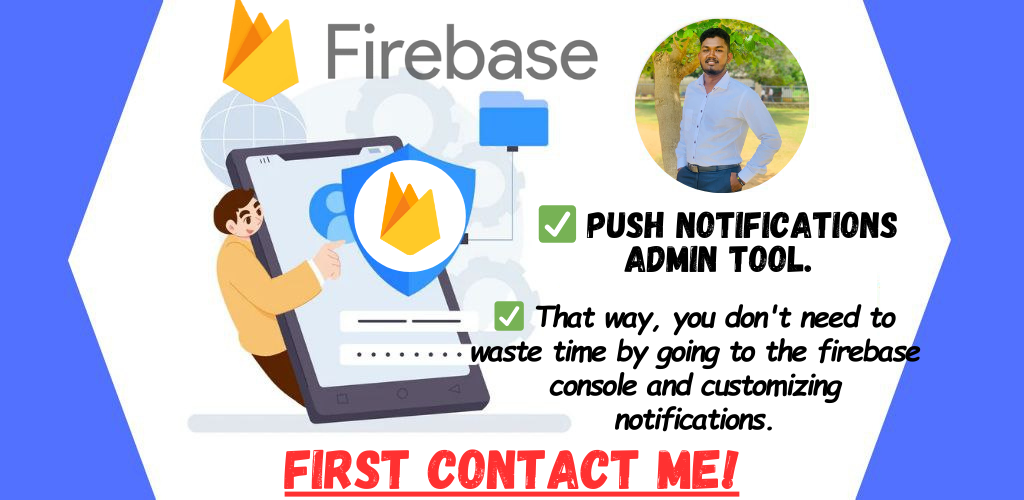 Firebase
✅ PUSH NOTIFICATIONS
ADMIN TOOL.
✅ That way, you don't need to
waste time by going to the firebase
console and customizing
notifications.
FIRST CONTACT ME!